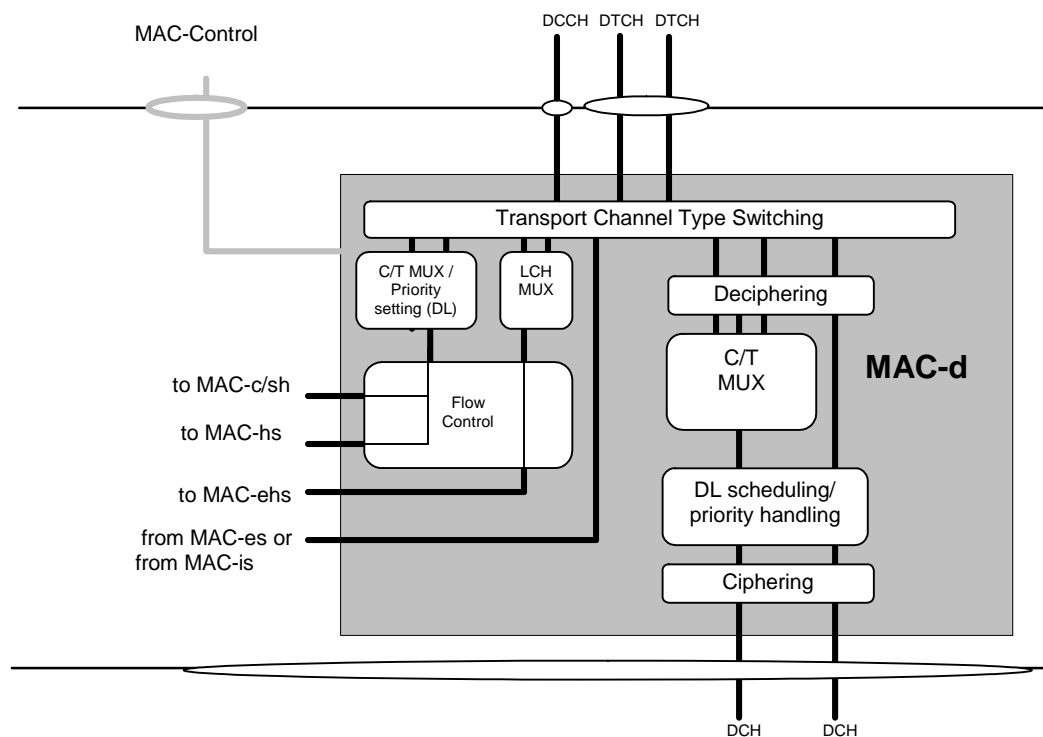 DCCH DTCH DTCH
MAC-Control
Transport Channel Type Switching
C/T MUX /
Priority
setting (DL)
LCH
MUX
Deciphering
C/T
MUX
MAC-d
to MAC-c/sh
Flow
Control
to MAC-hs
to MAC-ehs
DL scheduling/
priority handling
from MAC-es or
from MAC-is
Ciphering
DCH DCH